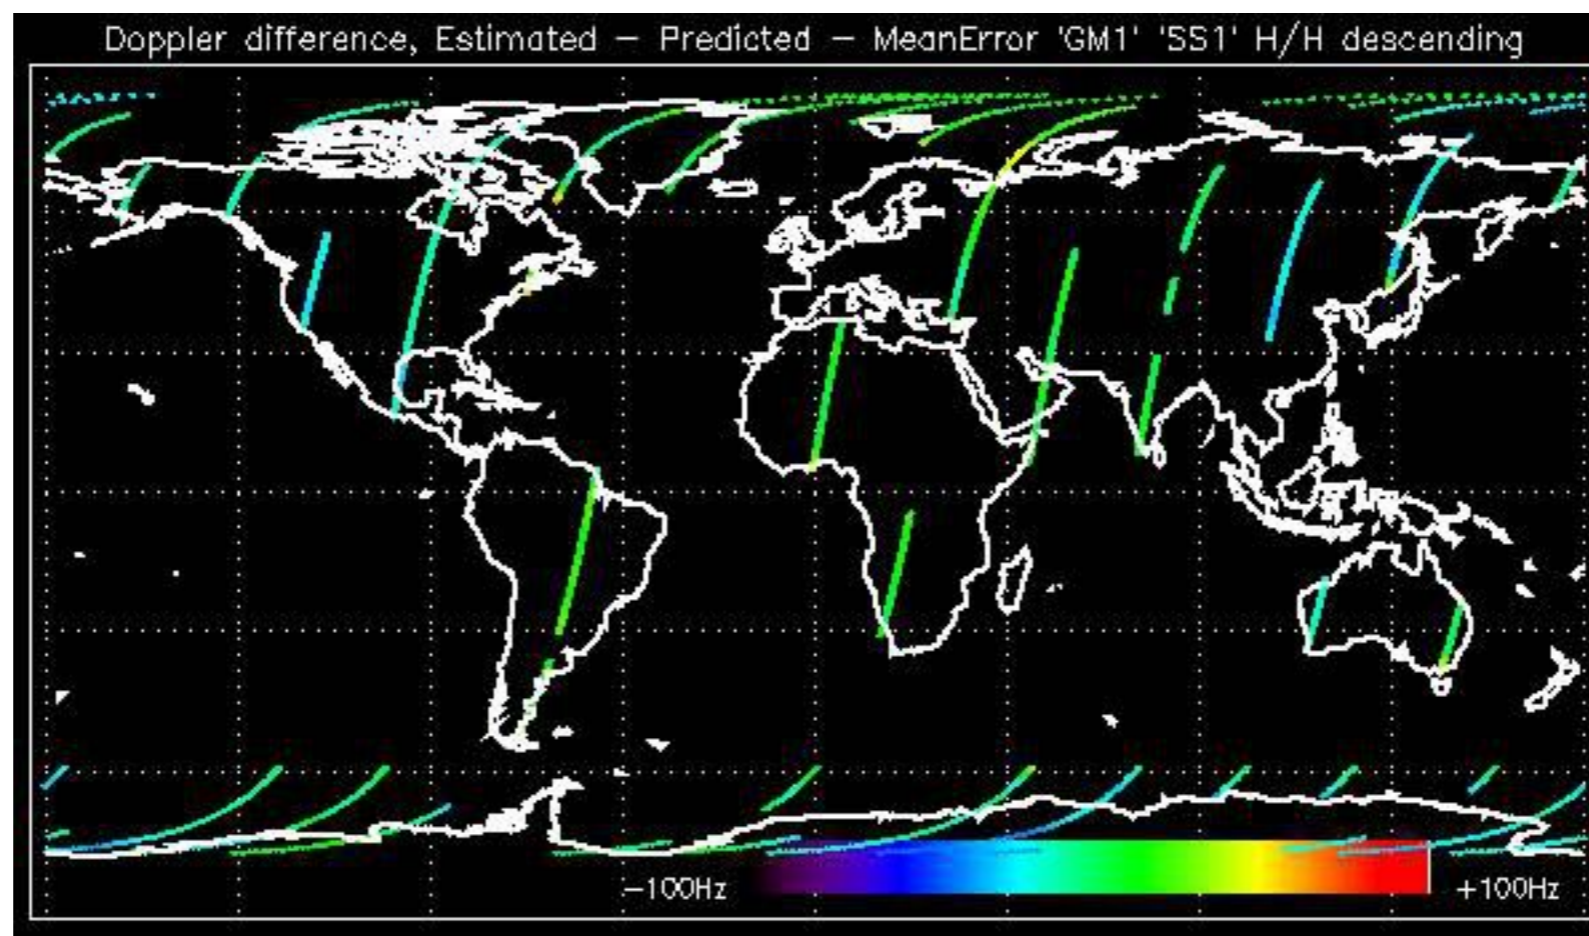 Doppler difference, Estimated – Predicted – MeanError 'GM1' 'SS1' H/H descending
–100Hz
+100Hz